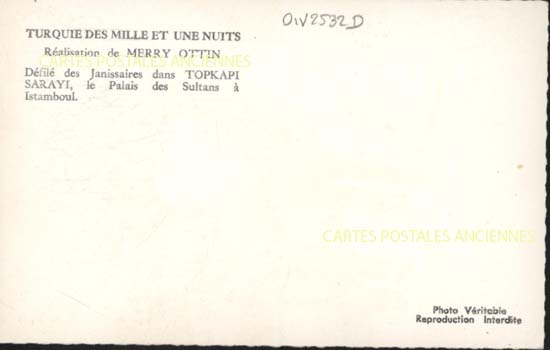 OIV2532D
TURQUIE DES MILLE ET UNE NUITS
Réalisation de MERRY OTTIN
CARTES POSTALES ANCIENNES
Défilé des Janissaires dans TOPKAPI
SARAYI, le Palais des Sultans à
Istamboul.
CARTES POSTALES ANCIENNES
Photo Véritable
Reproduction Interdite